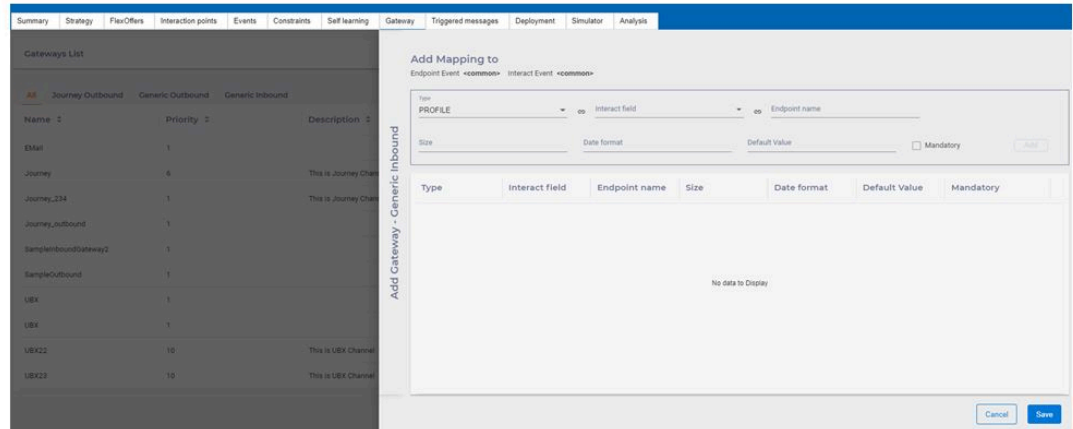 Summary Strategy FlexOffers Interaction points Events Constraints Self learning Gateway Triggered messages Deployment Simulator Analysis
Gateways List
All Journey Outbound Generic Outbound Generic Inbound
Name Priority Description
EMail 1
Journey 6 This is Journey Chan
Journey_234 1 This is Journey Chan
Journey_outbound 1
SampleInboundGateway2 1
SampleOutbound 1
UBX 1
UBX 1
UBX22 10 This is UBX Channel
UBX23 10 This is UBX Channel
Add Gateway - Generic Inbound
Add Mapping to
Endpoint Event <common> Interact Event <common>
Type
PROFILE Interact field Endpoint name
Size Date format Default Value Mandatory Add
Type Interact field Endpoint name Size Date format Default Value Mandatory
No data to Display
Cancel Save